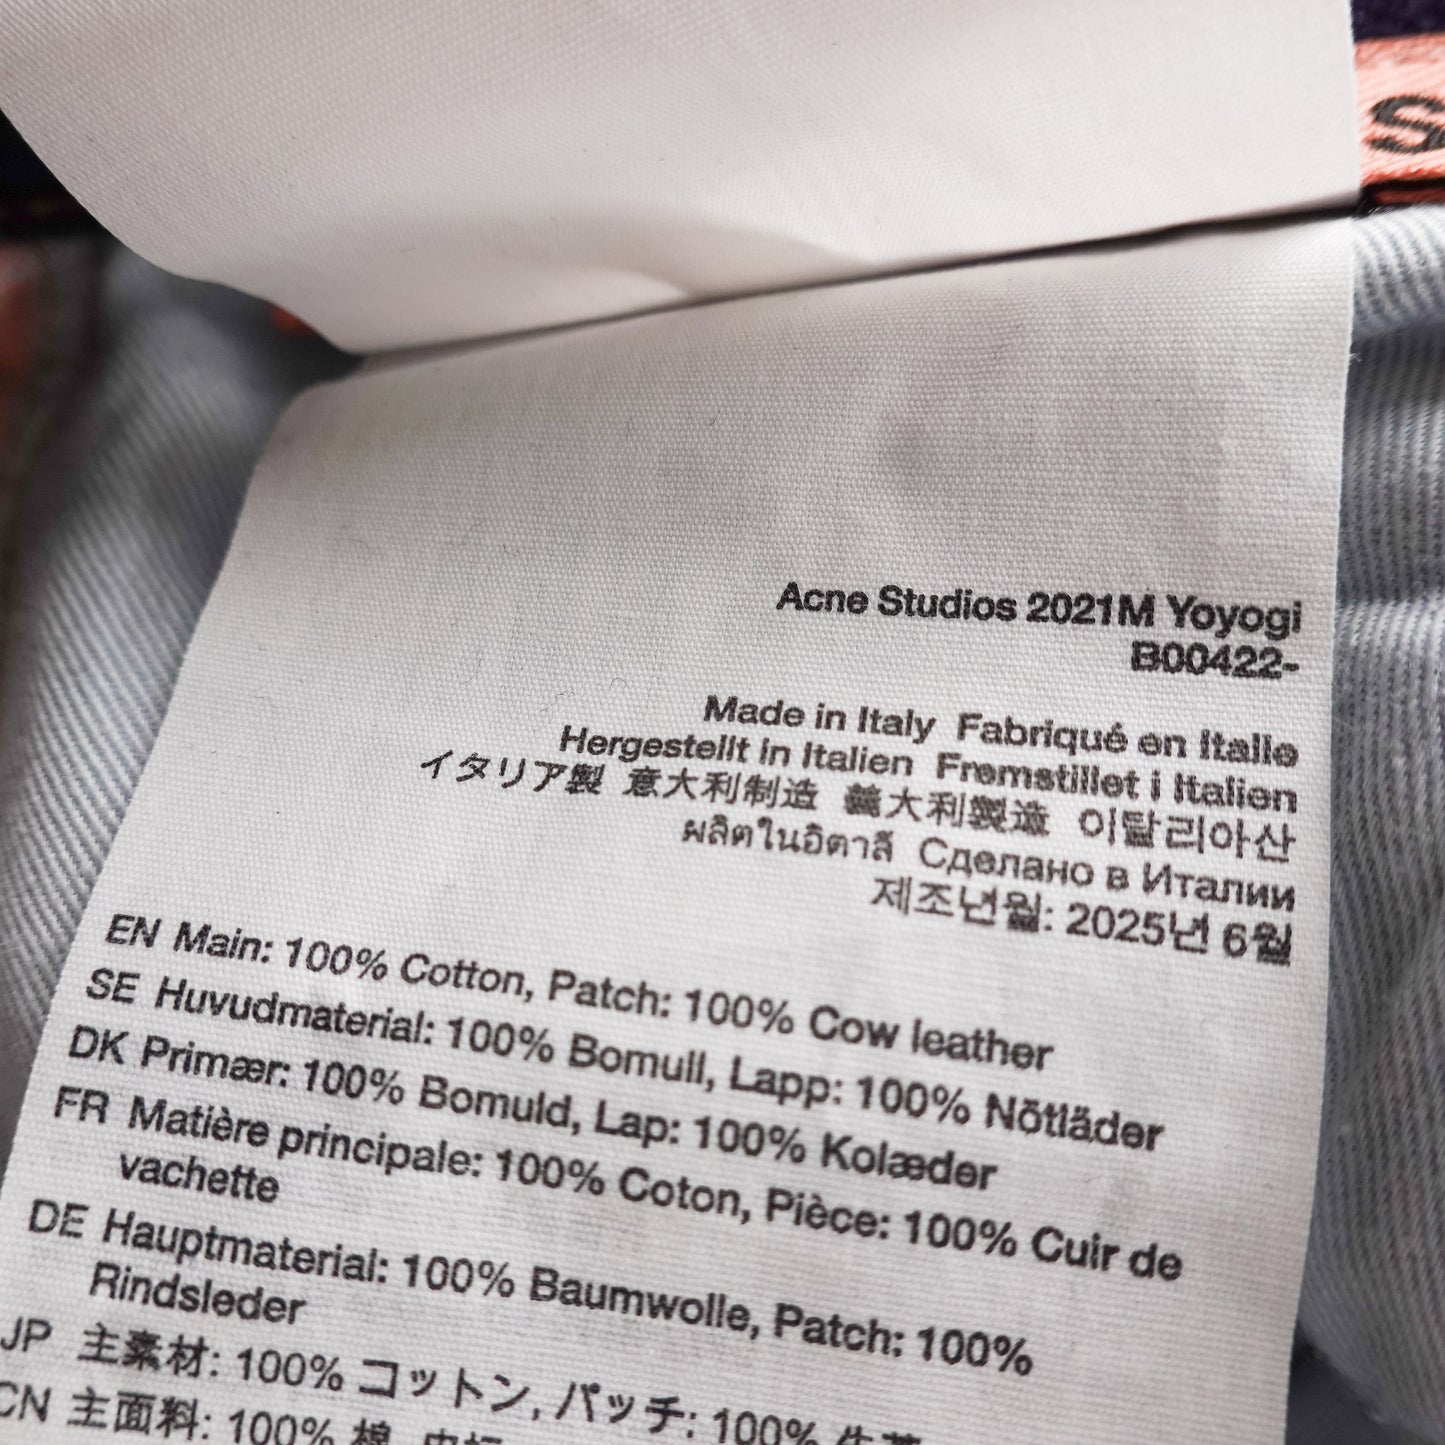 S
Acne Studios 2021M Yoyogi
B00422-
Made in Italy Fabriqué en Italie
Hergestellt in Italien Fremstillet i Italien
イタリア製 意大利制造 義大利製造 이탈리아산
ผลิตในอิตาลี Сделано в Италии
제조년월: 2025년 6월
EN Main: 100% Cotton, Patch: 100% Cow leather
SE Huvudmaterial: 100% Bomull, Lapp: 100% Nötläder
DK Primær: 100% Bomuld, Lap: 100% Kolæder
FR Matière principale: 100% Coton, Pièce: 100% Cuir de
vachette
DE Hauptmaterial: 100% Baumwolle, Patch: 100%
Rindsleder
JP 主素材: 100% コットン, パッチ: 100%
CN 主面料: 100% 棉